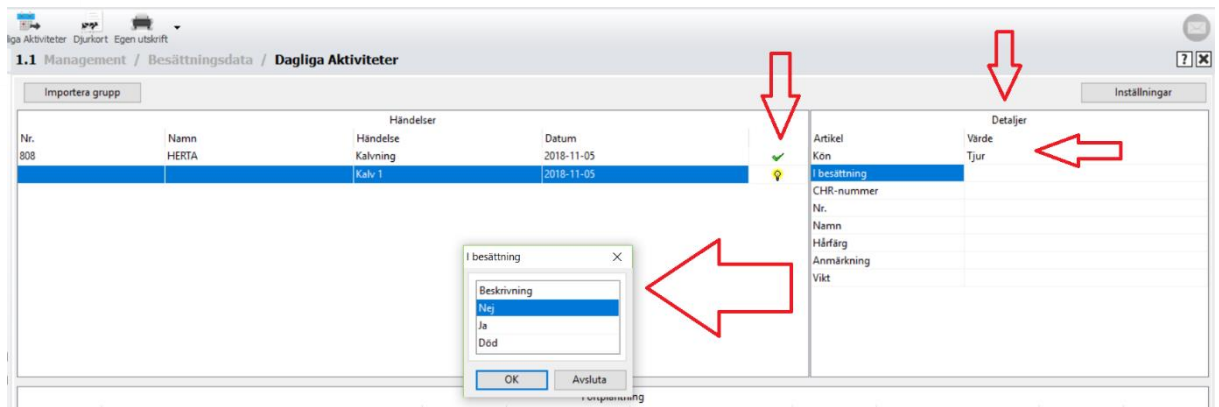 liga Aktiviteter Djurkort Egen utskrift
1.1 Management / Besättningsdata / Dagliga Aktiviteter
Importera grupp
Inställningar
Händelser
Nr. Namn Händelse Datum
808 HERTA Kalvning 2018-11-05
Kalv 1 2018-11-05
Detaljer
Artikel Värde
Kön Tjur
I besättning
CHR-nummer
Nr.
Namn
Hårfärg
Anmärkning
Vikt
I besättning
Beskrivning
Nej
Ja
Död
OK Avsluta
Fortplantning